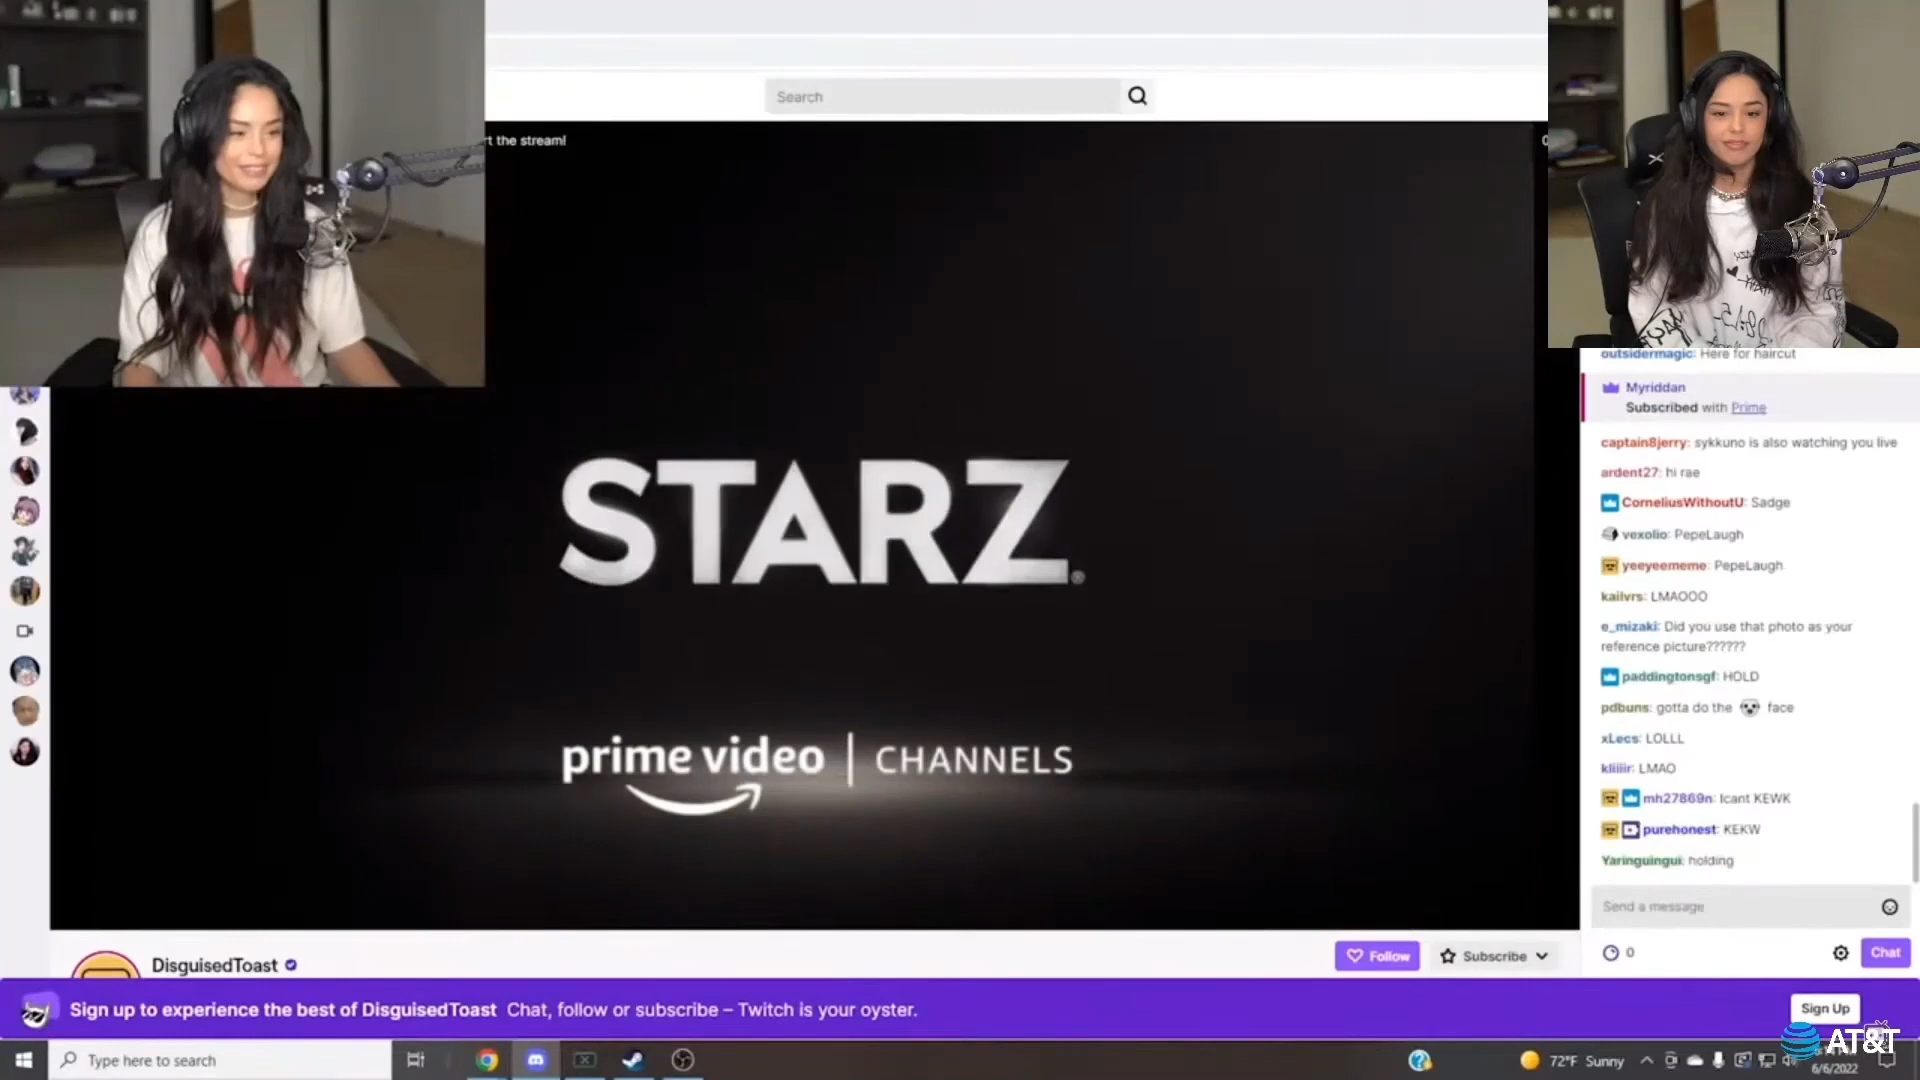 Search
rt the stream!
STARZ
prime video | CHANNELS
outsidermagic: Here for haircut
Myriddan
Subscribed with Prime
captain8jerry: sykkuno is also watching you live
ardent27: hi rae
CorneliusWithoutU: Sadge
vexolio: PepeLaugh
yeeyeememe: PepeLaugh
kailvrs: LMAOOO
e_mizaki: Did you use that photo as your
reference picture??????
paddingtonsgf: HOLD
pdbuns: gotta do the face
xLecs: LOLLL
kliiiir: LMAO
mh27869n: Icant KEWK
purehonest: KEKW
Yaringuingui: holding
Send a message
0
Chat
DisguisedToast
Follow
Subscribe
Sign up to experience the best of DisguisedToast Chat, follow or subscribe – Twitch is your oyster.
Sign Up
AT&T
Type here to search
72°F Sunny
6/6/2022